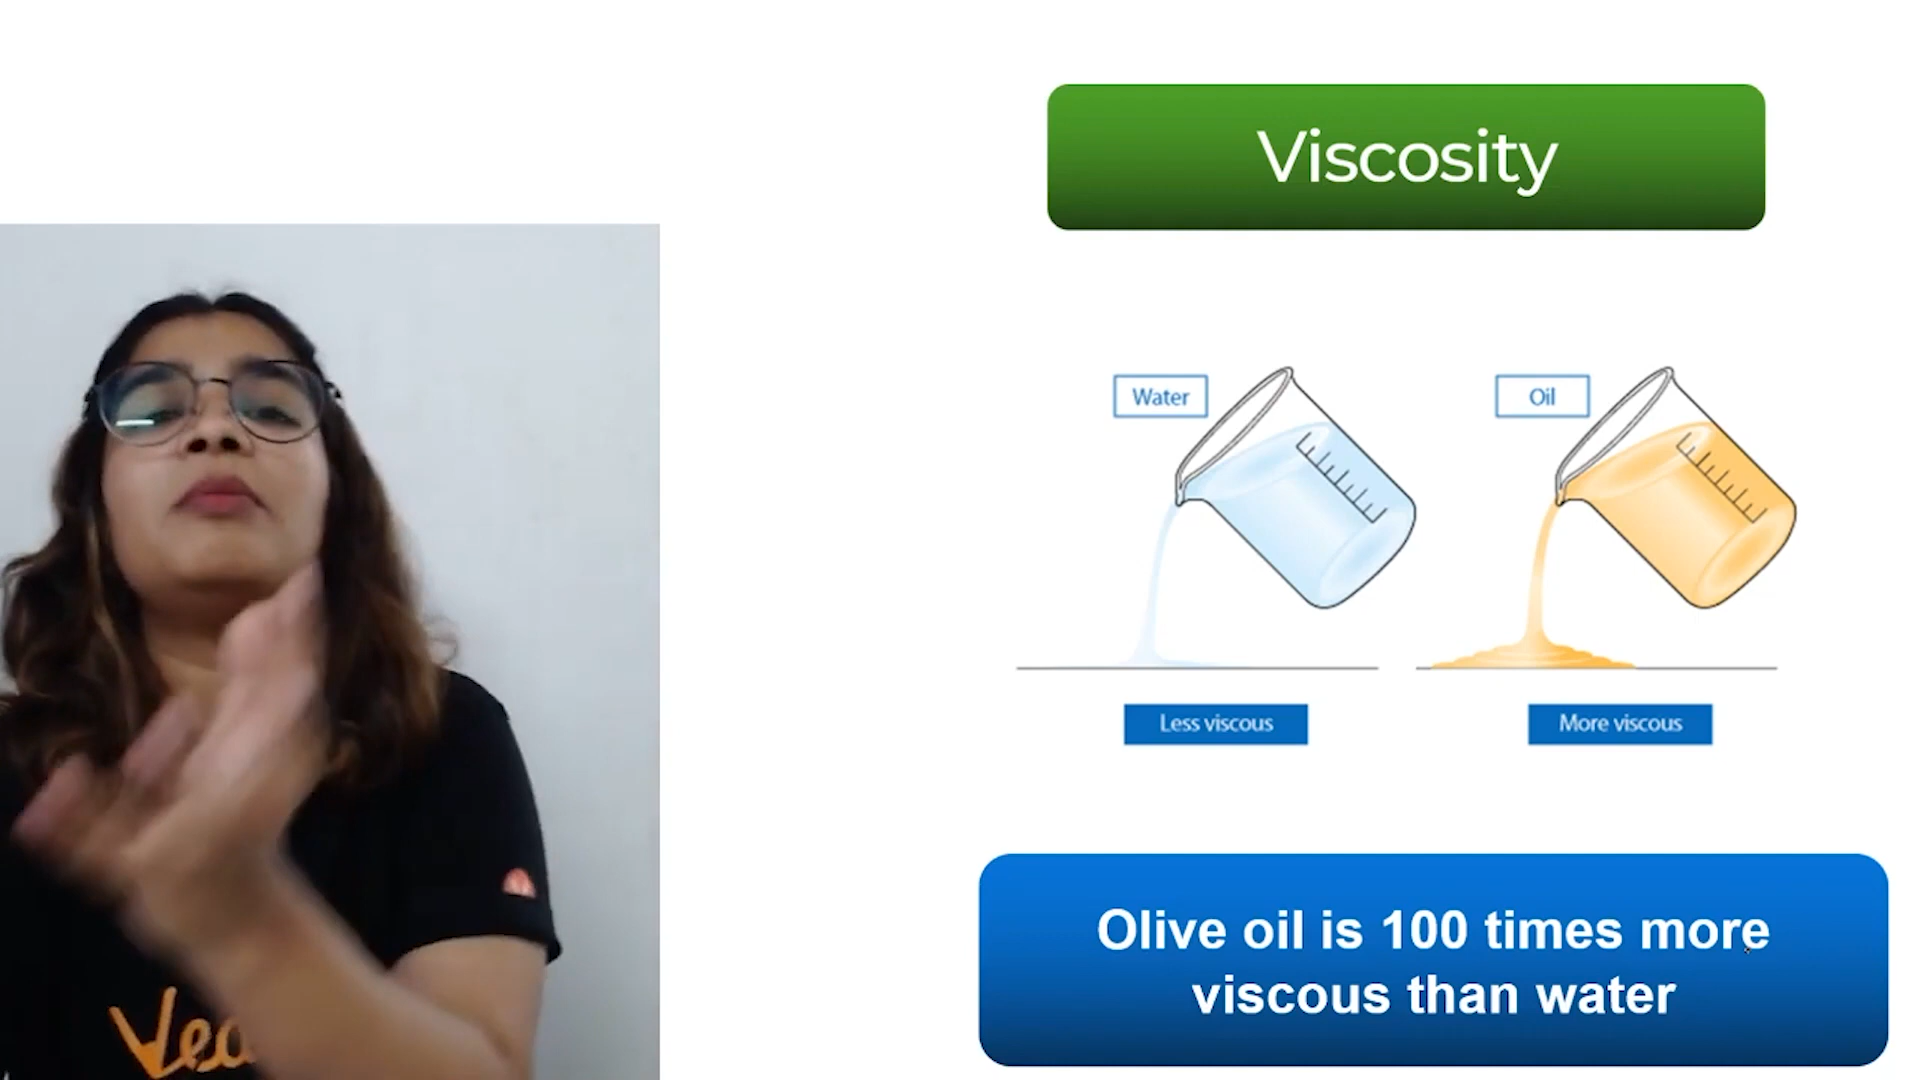 Viscosity
Water
Oil
Less viscous
More viscous
Olive oil is 100 times more
viscous than water